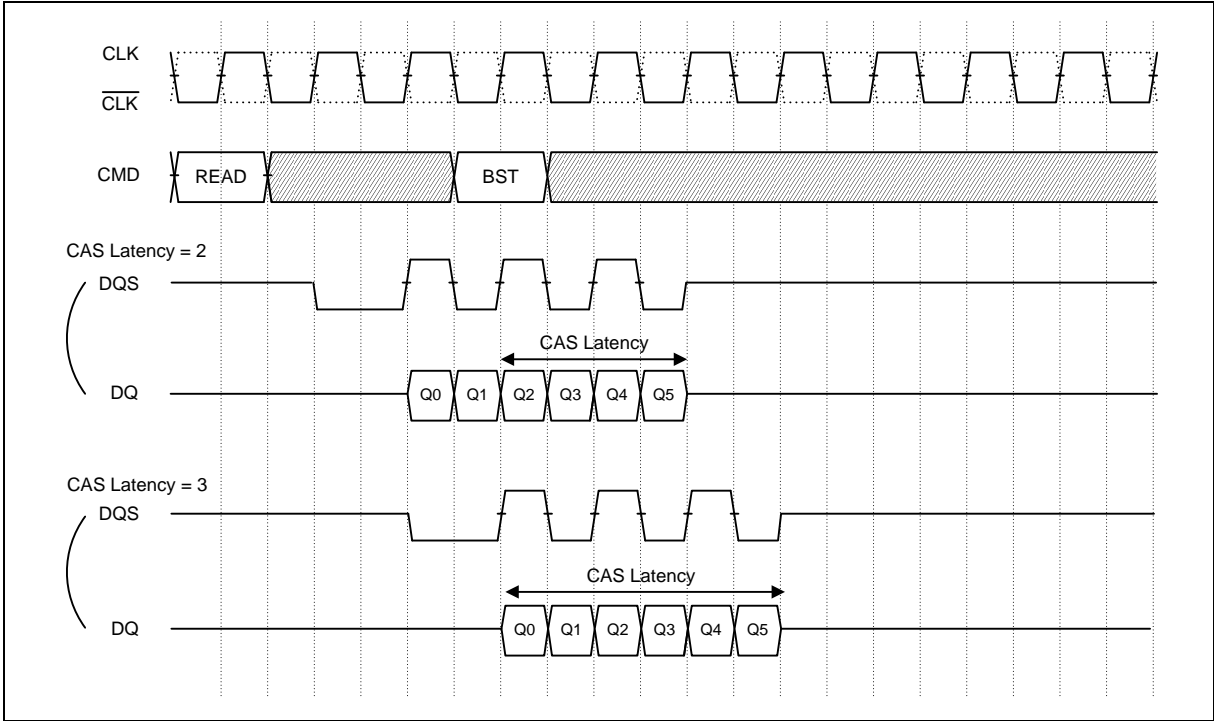 CLK
CLK
CMD READ BST
CAS Latency = 2
DQS
CAS Latency
DQ Q0 Q1 Q2 Q3 Q4 Q5
CAS Latency = 3
DQS
CAS Latency
DQ Q0 Q1 Q2 Q3 Q4 Q5